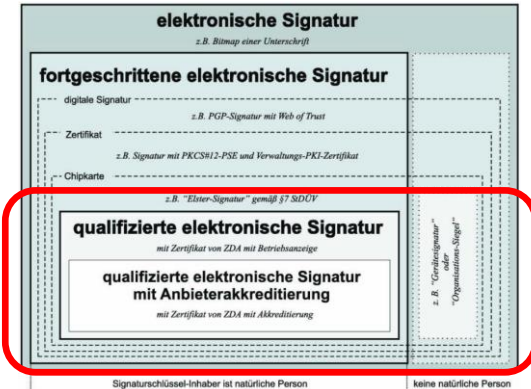 elektronische Signatur
z.B. Bitmap einer Unterschrift
fortgeschrittene elektronische Signatur
digitale Signatur
z.B. PGP-Signatur mit Web of Trust
Zertifikat
z.B. Signatur mit PKCS#12-PSE und Verwaltungs-PKI-Zertifikat
Chipkarte
z.B. "Elster-Signatur" gemäß §7 StDÜV
qualifizierte elektronische Signatur
mit Zertifikat von ZDA mit Betriebsanzeige
qualifizierte elektronische Signatur
mit Anbieterakkreditierung
mit Zertifikat von ZDA mit Akkreditierung
z. B. "Gerätesignatur"
oder
"Organisations-Siegel"
Signaturschlüssel-Inhaber ist natürliche Person
keine natürliche Person